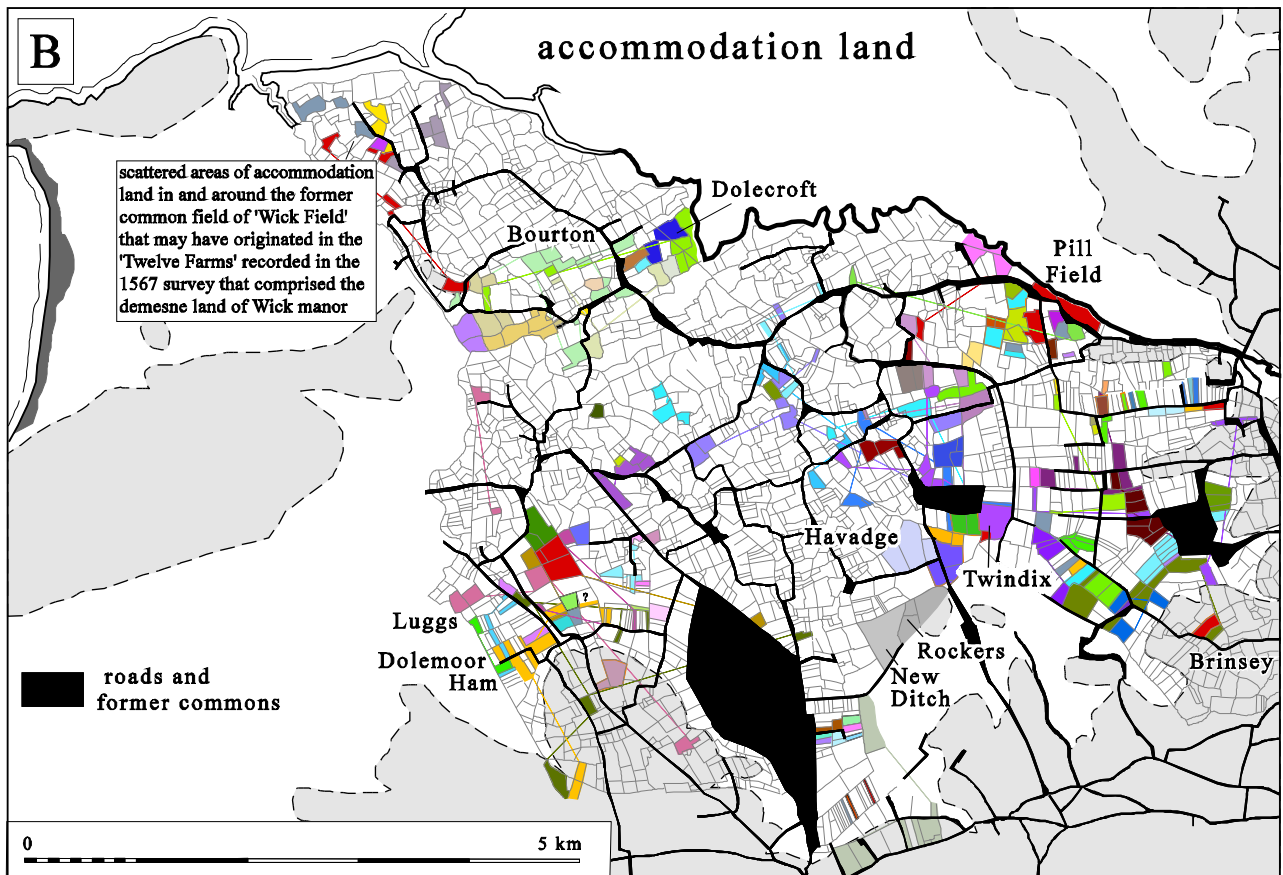 B
accommodation land
scattered areas of accommodation
land in and around the former
common field of 'Wick Field'
that may have originated in the
'Twelve Farms' recorded in the
1567 survey that comprised the
demesne land of Wick manor
Dolecroft
Bourton
Pill
Field
Havadge
Twindix
?
Luggs
Dolemoor
Ham
Rockers
New
Ditch
Brinsey
roads and
former commons
0 5 km